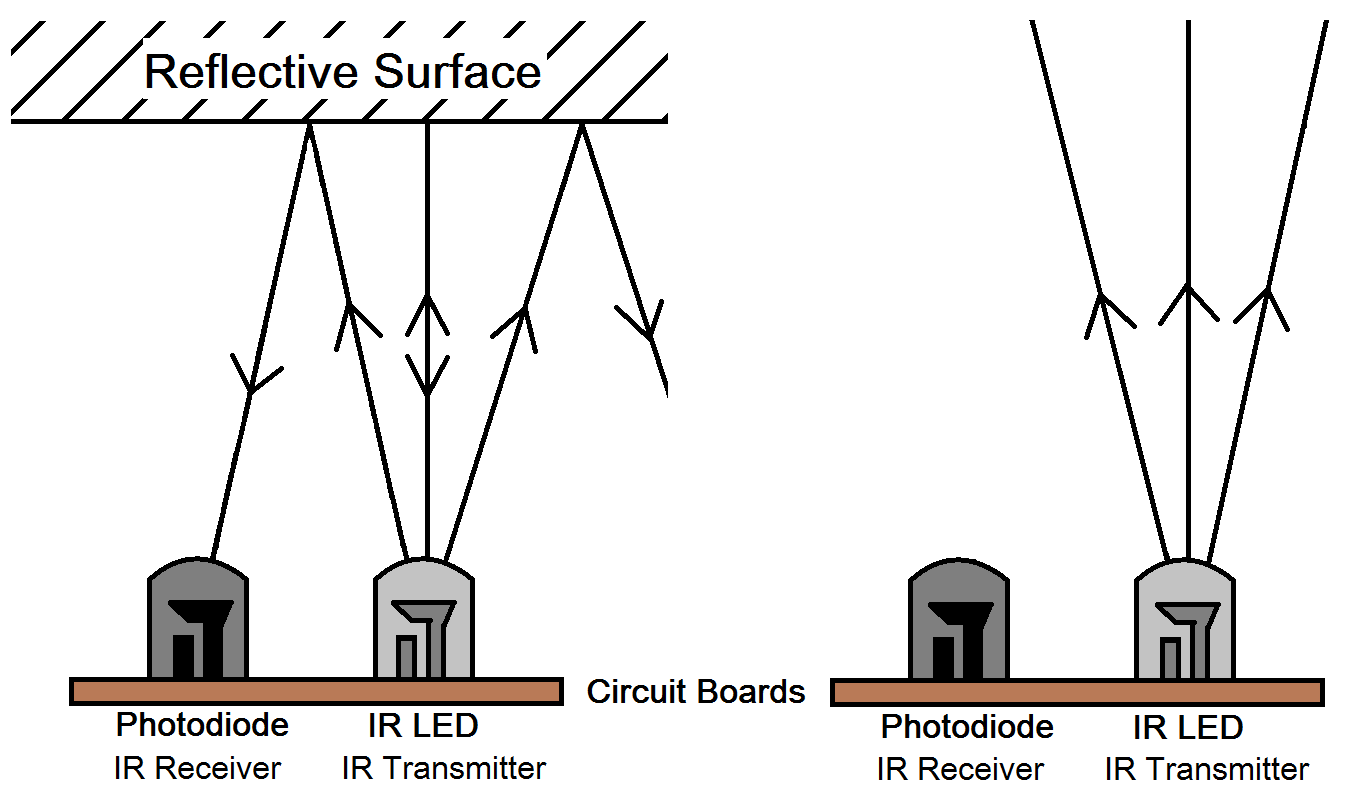 Reflective Surface
Circuit Boards
Photodiode
IR LED
IR Receiver
IR Transmitter
Photodiode
IR LED
IR Receiver
IR Transmitter